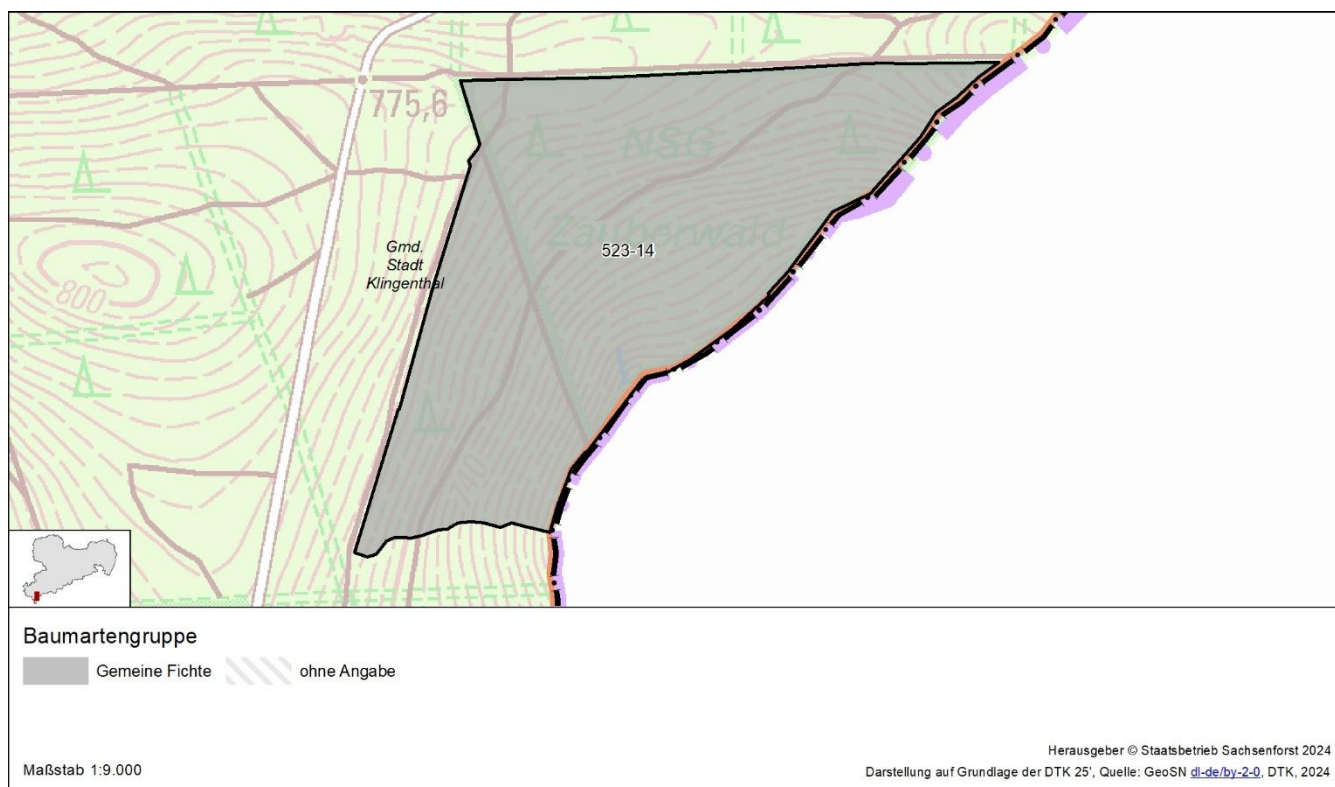 775,6
NSG
Zauberwald
523-14
Gmd.
Stadt
Klingenthal
800
740
Baumartengruppe
Gemeine Fichte
ohne Angabe
Maßstab 1:9.000
Herausgeber © Staatsbetrieb Sachsenforst 2024
Darstellung auf Grundlage der DTK 25', Quelle: GeoSN dl-de/by-2-0, DTK, 2024